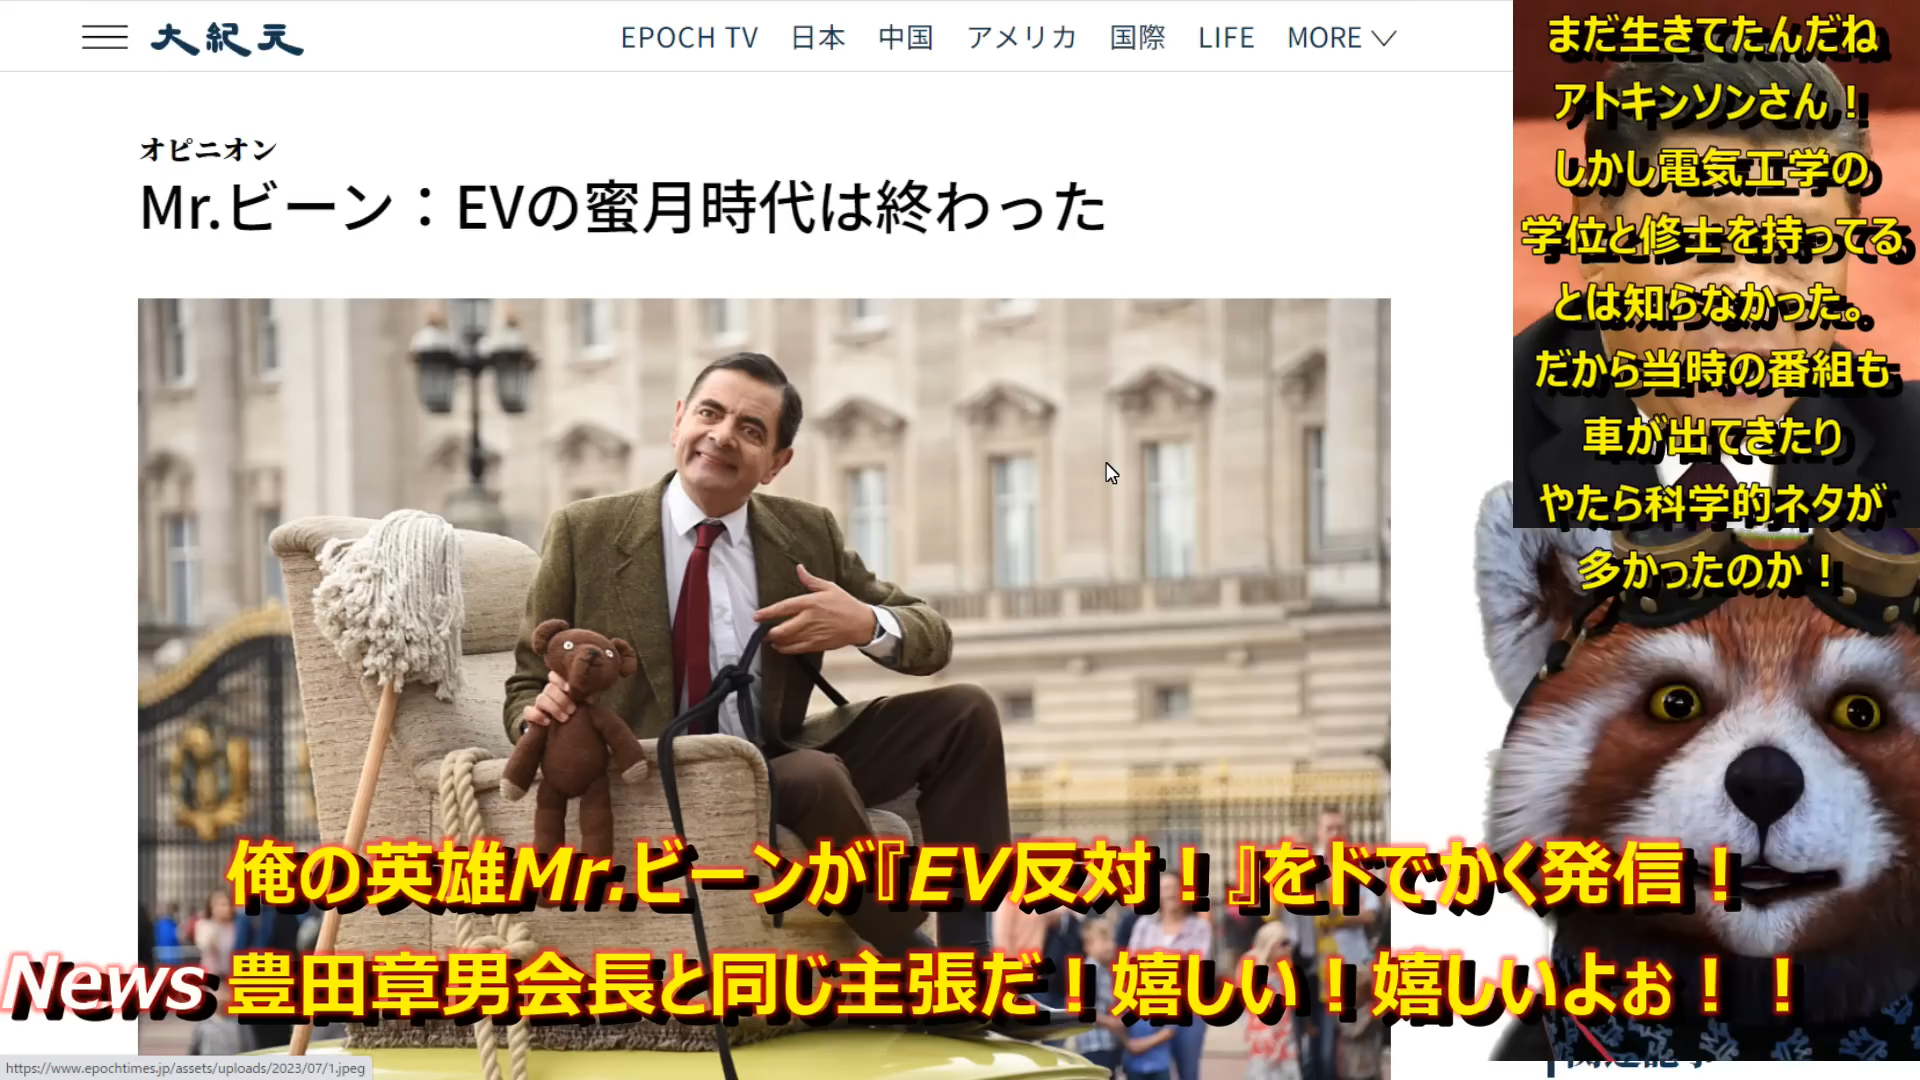 大紀元
EPOCH TV 日本 中国 アメリカ 国際 LIFE MORE
オピニオン
Mr.ビーン：EVの蜜月時代は終わった
まだ生きてたんだね
アトキンソンさん！
しかし電気工学の
学位と修士を持ってる
とは知らなかった。
だから当時の番組も
車が出てきたり
やたら科学的ネタが
多かったのか！
俺の英雄Mr.ビーンが『EV反対！』をドでかく発信！
News 豊田章男会長と同じ主張だ！嬉しい！嬉しいよぉ！！
https://www.epochtimes.jp/assets/uploads/2023/07/1.jpeg